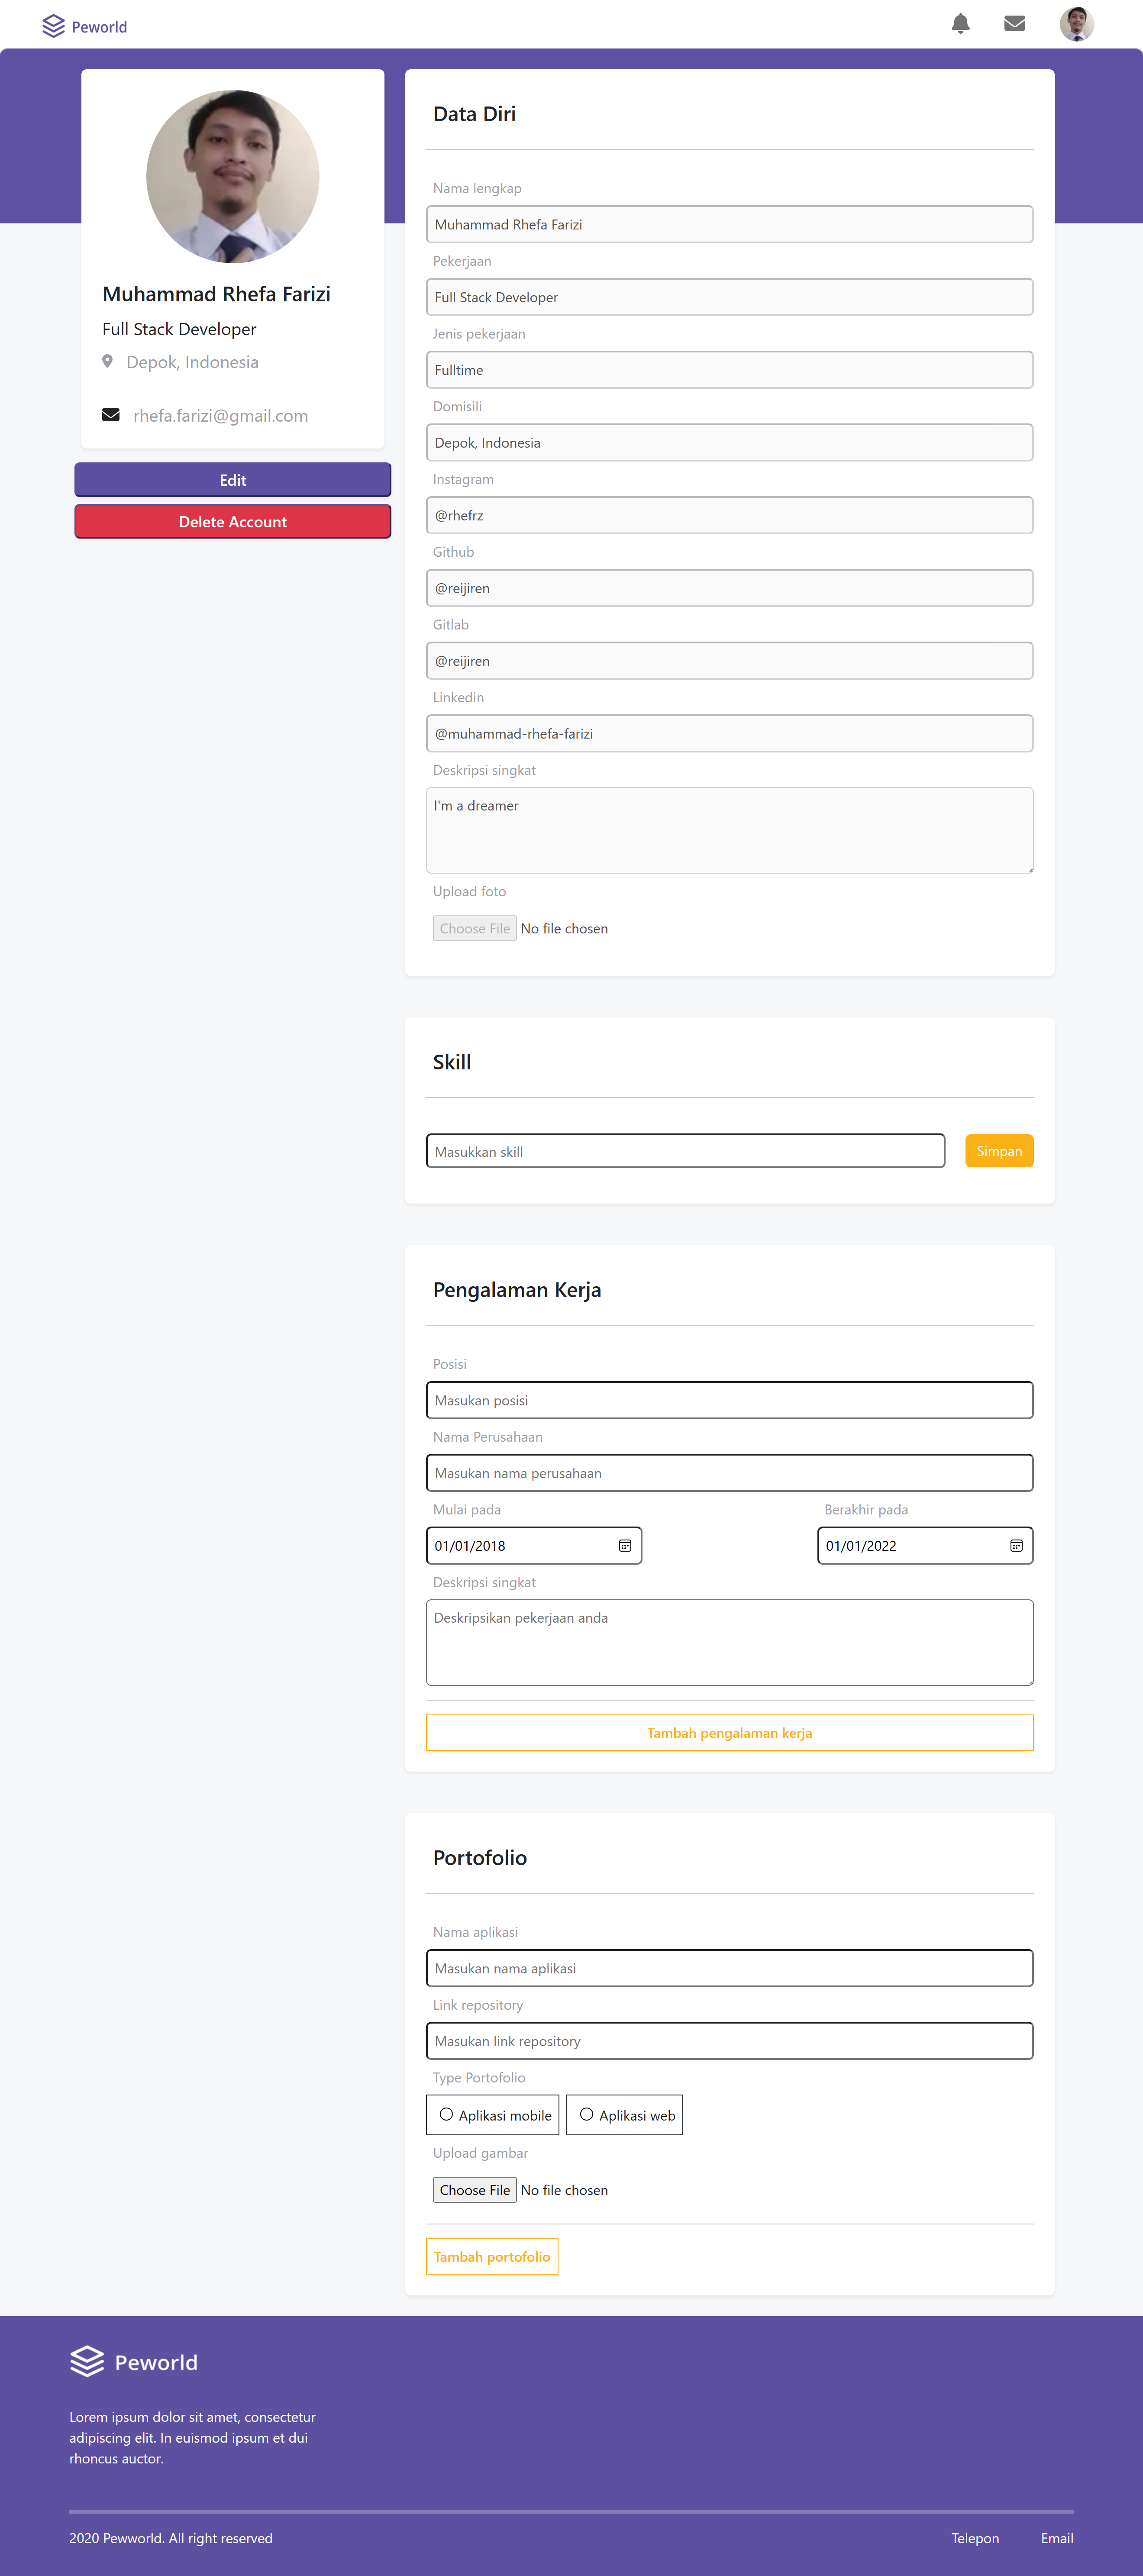 Peworld
Muhammad Rhefa Farizi
Full Stack Developer
Depok, Indonesia
rhefa.farizi@gmail.com
Edit
Delete Account
Data Diri
Nama lengkap
Muhammad Rhefa Farizi
Pekerjaan
Full Stack Developer
Jenis pekerjaan
Fulltime
Domisili
Depok, Indonesia
Instagram
@rhefrz
Github
@reijiren
Gitlab
@reijiren
Linkedin
@muhammad-rhefa-farizi
Deskripsi singkat
I'm a dreamer
Upload foto
Choose File No file chosen
Skill
Masukkan skill
Simpan
Pengalaman Kerja
Posisi
Masukan posisi
Nama Perusahaan
Masukan nama perusahaan
Mulai pada Berakhir pada
01/01/2018 01/01/2022
Deskripsi singkat
Deskripsikan pekerjaan anda
Tambah pengalaman kerja
Portofolio
Nama aplikasi
Masukan nama aplikasi
Link repository
Masukan link repository
Type Portofolio
Aplikasi mobile Aplikasi web
Upload gambar
Choose File No file chosen
Tambah portofolio
Peworld
Lorem ipsum dolor sit amet, consectetur
adipiscing elit. In euismod ipsum et dui
rhoncus auctor.
2020 Pewworld. All right reserved
Telepon Email